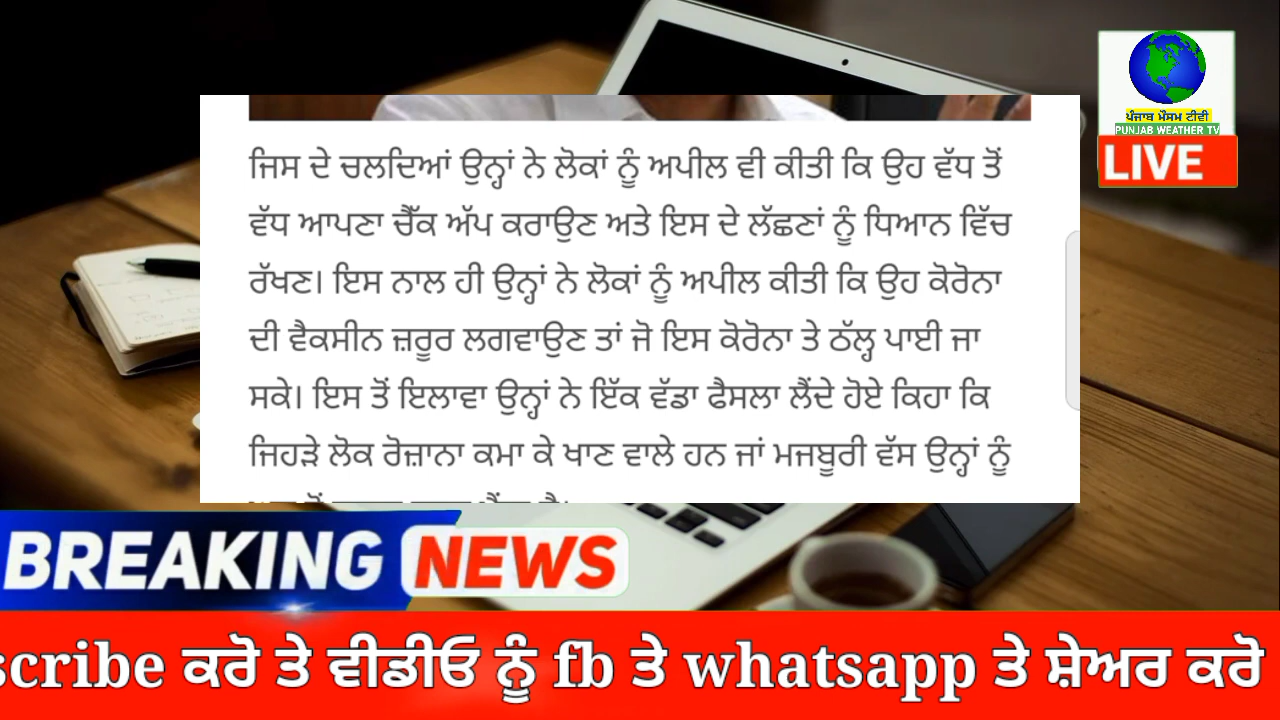 ਪੰਜਾਬ ਮੌਸਮ ਟੀਵੀ
PUNJAB WEATHER TV
LIVE
ਜਿਸ ਦੇ ਚਲਦਿਆਂ ਉਨ੍ਹਾਂ ਨੇ ਲੋਕਾਂ ਨੂੰ ਅਪੀਲ ਵੀ ਕੀਤੀ ਕਿ ਉਹ ਵੱਧ ਤੋਂ
ਵੱਧ ਆਪਣਾ ਚੈੱਕ ਅੱਪ ਕਰਾਉਣ ਅਤੇ ਇਸ ਦੇ ਲੱਛਣਾਂ ਨੂੰ ਧਿਆਨ ਵਿੱਚ
ਰੱਖਣ। ਇਸ ਨਾਲ ਹੀ ਉਨ੍ਹਾਂ ਨੇ ਲੋਕਾਂ ਨੂੰ ਅਪੀਲ ਕੀਤੀ ਕਿ ਉਹ ਕੋਰੋਨਾ
ਦੀ ਵੈਕਸੀਨ ਜ਼ਰੂਰ ਲਗਵਾਉਣ ਤਾਂ ਜੋ ਇਸ ਕੋਰੋਨਾ ਤੇ ਠੱਲ੍ਹ ਪਾਈ ਜਾ
ਸਕੇ। ਇਸ ਤੋਂ ਇਲਾਵਾ ਉਨ੍ਹਾਂ ਨੇ ਇੱਕ ਵੱਡਾ ਫੈਸਲਾ ਲੈਂਦੇ ਹੋਏ ਕਿਹਾ ਕਿ
ਜਿਹੜੇ ਲੋਕ ਰੋਜ਼ਾਨਾ ਕਮਾ ਕੇ ਖਾਣ ਵਾਲੇ ਹਨ ਜਾਂ ਮਜਬੂਰੀ ਵੱਸ ਉਨ੍ਹਾਂ ਨੂੰ
BREAKING NEWS
scribe ਕਰੋ ਤੇ ਵੀਡੀਓ ਨੂੰ fb ਤੇ whatsapp ਤੇ ਸ਼ੇਅਰ ਕਰੋ